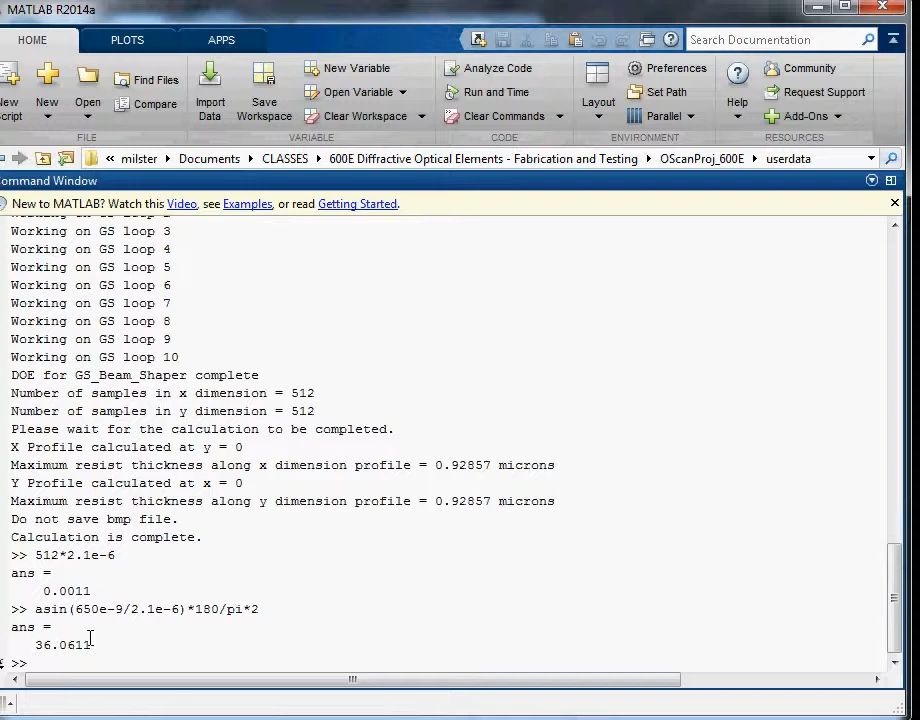 MATLAB R2014a
HOME PLOTS APPS Search Documentation
New Script New Open Find Files Compare Import Data Save Workspace New Variable Open Variable Clear Workspace Analyze Code Run and Time Clear Commands Layout Preferences Set Path Parallel Help Community Request Support Add-Ons
FILE VARIABLE CODE ENVIRONMENT RESOURCES
milster Documents CLASSES 600E Diffractive Optical Elements - Fabrication and Testing OScanProj_600E userdata
ommand Window
New to MATLAB? Watch this Video, see Examples, or read Getting Started.
Working on GS loop 3
Working on GS loop 4
Working on GS loop 5
Working on GS loop 6
Working on GS loop 7
Working on GS loop 8
Working on GS loop 9
Working on GS loop 10
DOE for GS_Beam_Shaper complete
Number of samples in x dimension = 512
Number of samples in y dimension = 512
Please wait for the calculation to be completed.
X Profile calculated at y = 0
Maximum resist thickness along x dimension profile = 0.92857 microns
Y Profile calculated at x = 0
Maximum resist thickness along y dimension profile = 0.92857 microns
Do not save bmp file.
Calculation is complete.
>> 512*2.1e-6
ans =
0.0011
>> asin(650e-9/2.1e-6)*180/pi*2
ans =
36.0611
>>